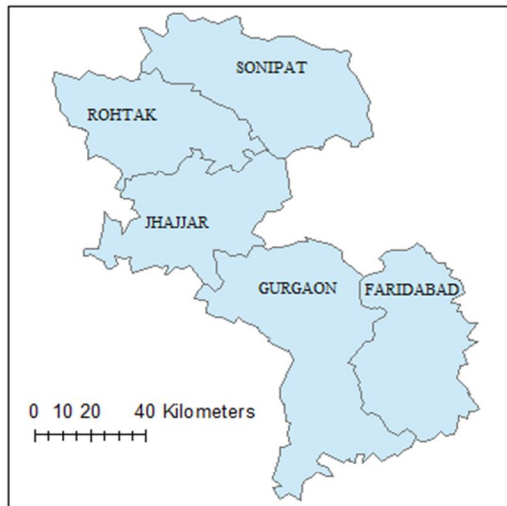 SONIPAT
ROHTAK
JHAJJAR
GURGAON FARIDABAD
0 10 20 40 Kilometers